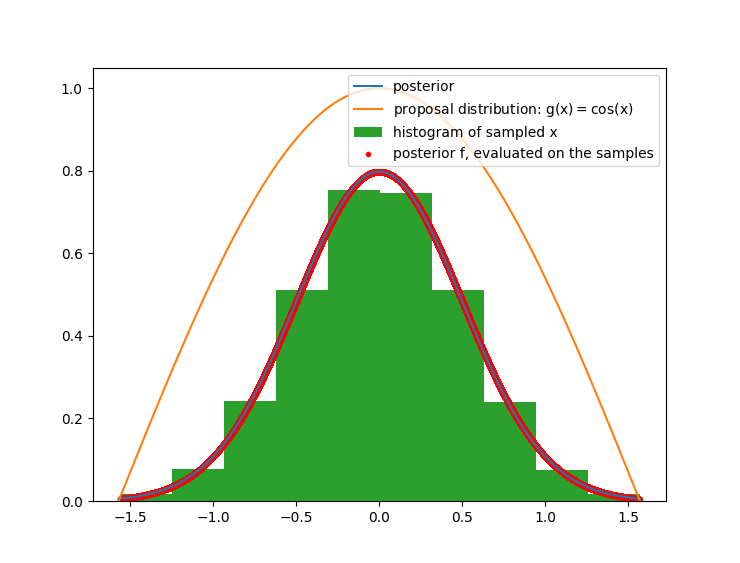 posterior
proposal distribution: g(x) = cos(x)
histogram of sampled x
posterior f, evaluated on the samples
1.0
0.8
0.6
0.4
0.2
0.0
−1.5 −1.0 −0.5 0.0 0.5 1.0 1.5